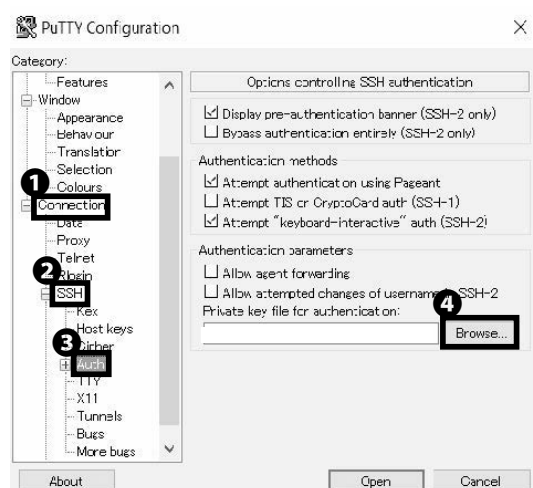 PuTTY Configuration
Category:
Features
Window
Appearance
Behaviour
Translation
Selection
1
Colours
Connection
Data
Proxy
Telnet
2
Rlogin
SSH
Kex
Host keys
3
Cipher
Auth
TTY
X11
Tunnels
Bugs
More bugs
Options controlling SSH authentication
Display pre-authentication banner (SSH-2 only)
Bypass authentication entirely (SSH-2 only)
Authentication methods
Attempt authentication using Pageant
Attempt TIS or CryptoCard auth (SSH-1)
Attempt "keyboard-interactive" auth (SSH-2)
Authentication parameters
Allow agent forwarding
Allow attempted changes of username in SSH-2
4
Private key file for authentication:
Browse...
About
Open
Cancel